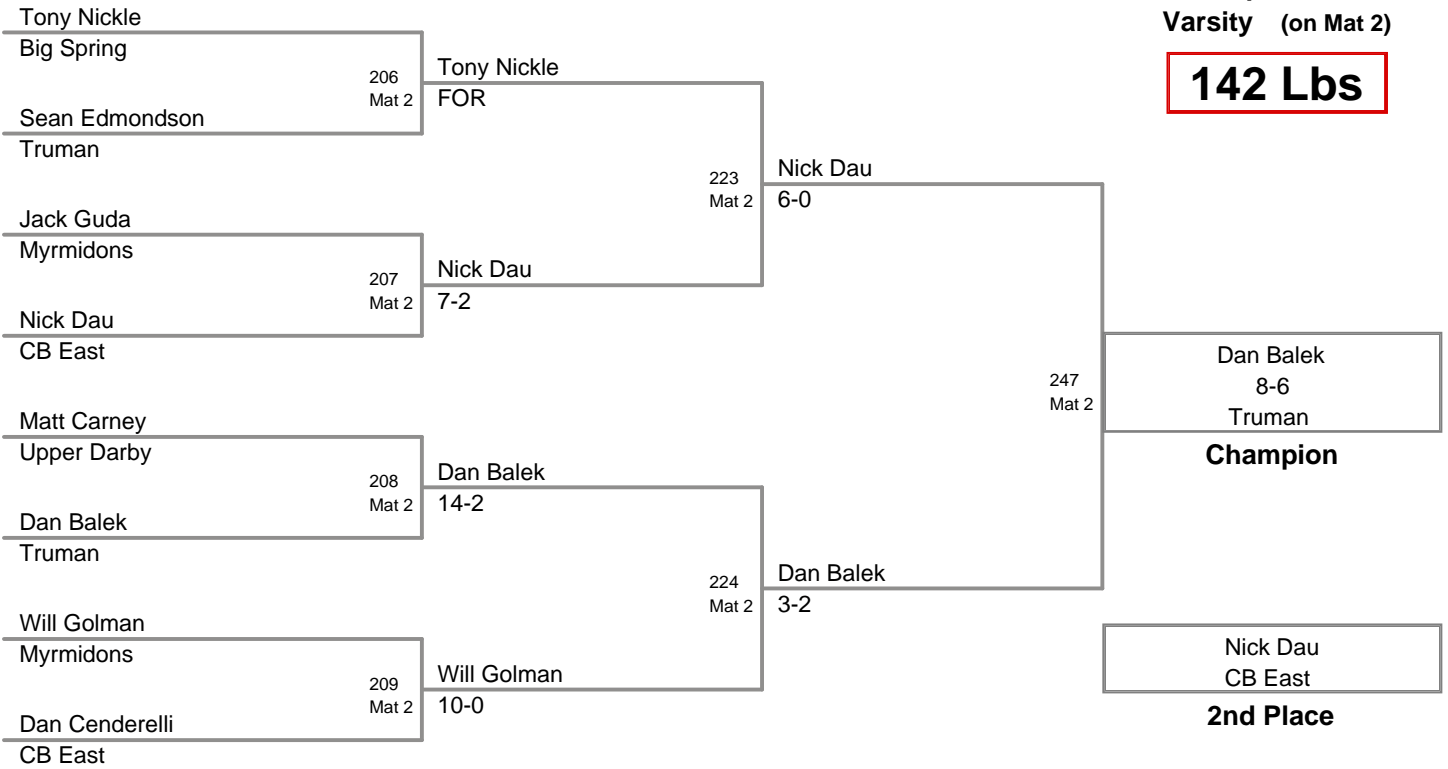 Varsity (on Mat 2)
142 Lbs
Tony Nickle
Big Spring
206
Mat 2
Sean Edmondson
Truman
Tony Nickle
FOR
Jack Guda
Myrmidons
207
Mat 2
Nick Dau
CB East
Nick Dau
7-2
223
Mat 2
Nick Dau
6-0
Matt Carney
Upper Darby
208
Mat 2
Dan Balek
Truman
Dan Balek
14-2
Will Golman
Myrmidons
209
Mat 2
Dan Cenderelli
CB East
Will Golman
10-0
224
Mat 2
Dan Balek
3-2
247
Mat 2
Dan Balek
8-6
Truman
Champion
Nick Dau
CB East
2nd Place